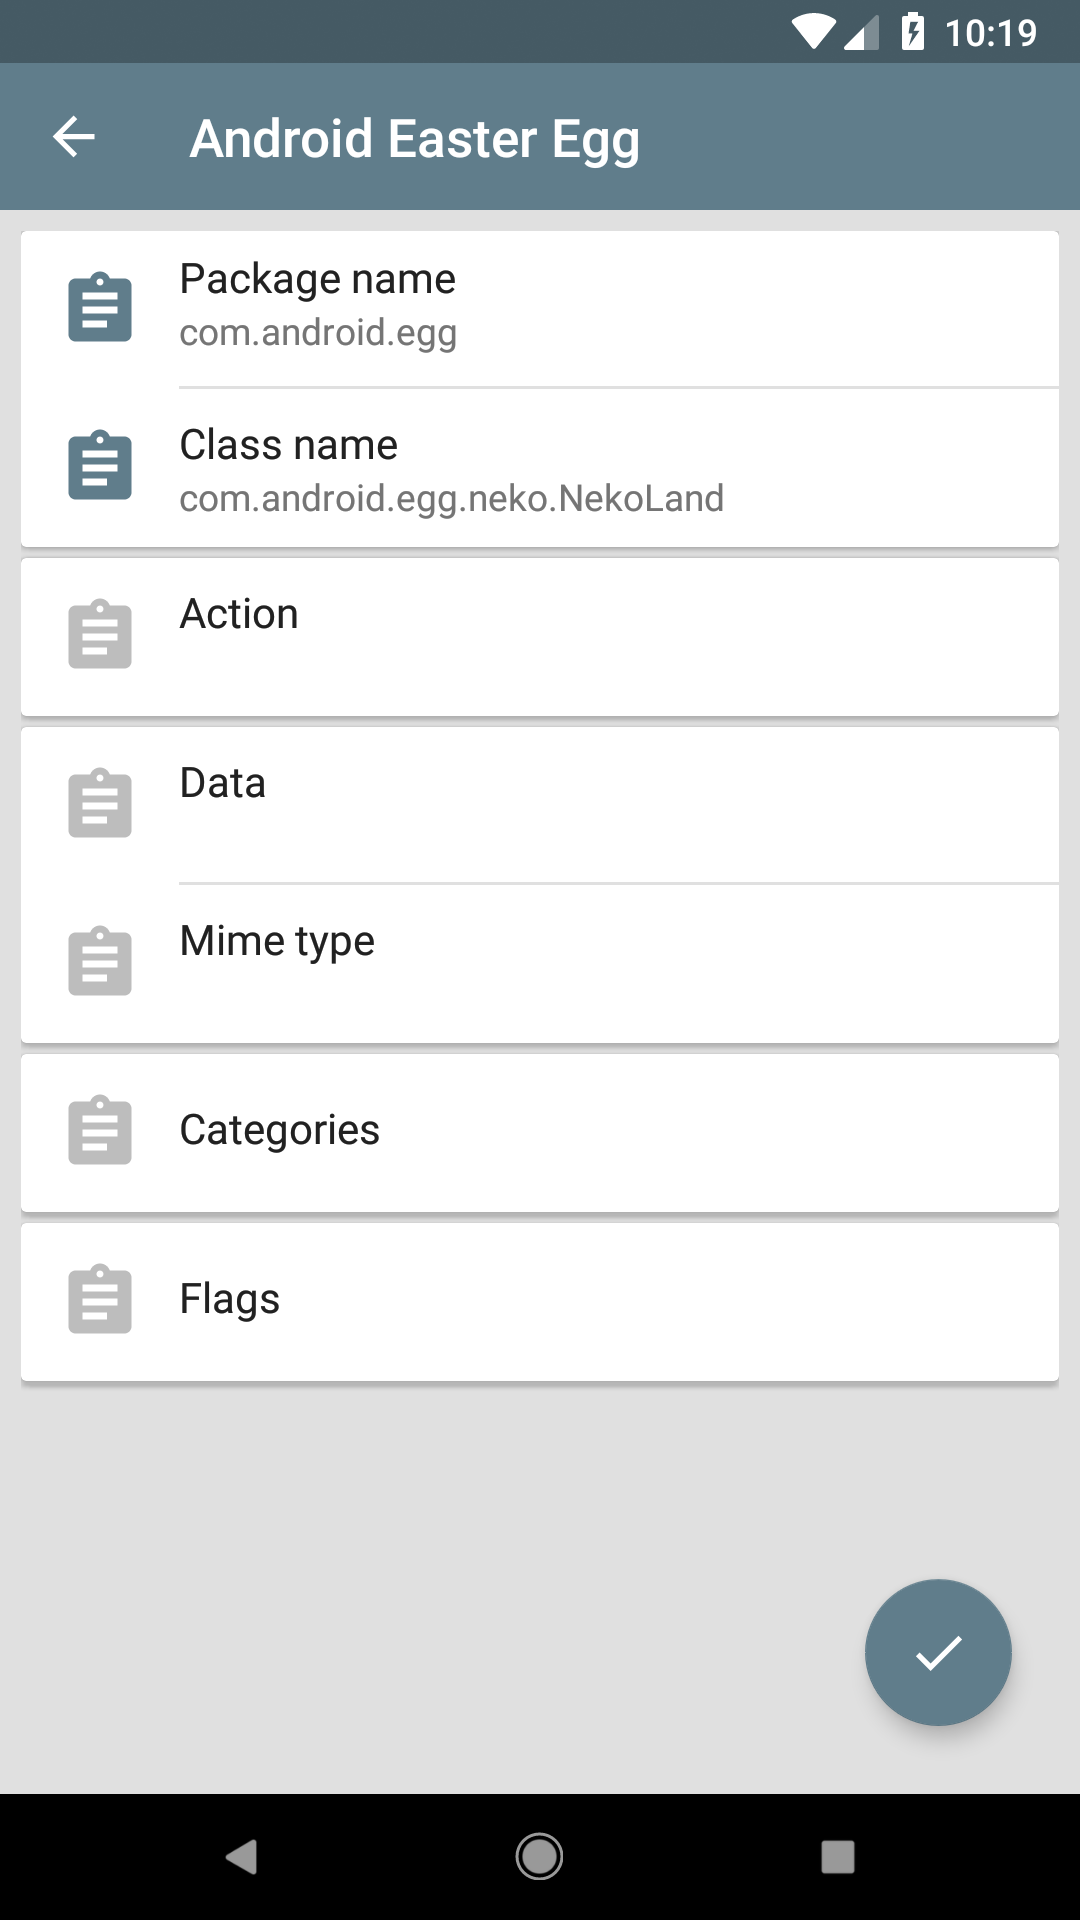 10:19
Android Easter Egg
Package name
com.android.egg
Class name
com.android.egg.neko.NekoLand
Action
Data
Mime type
Categories
Flags